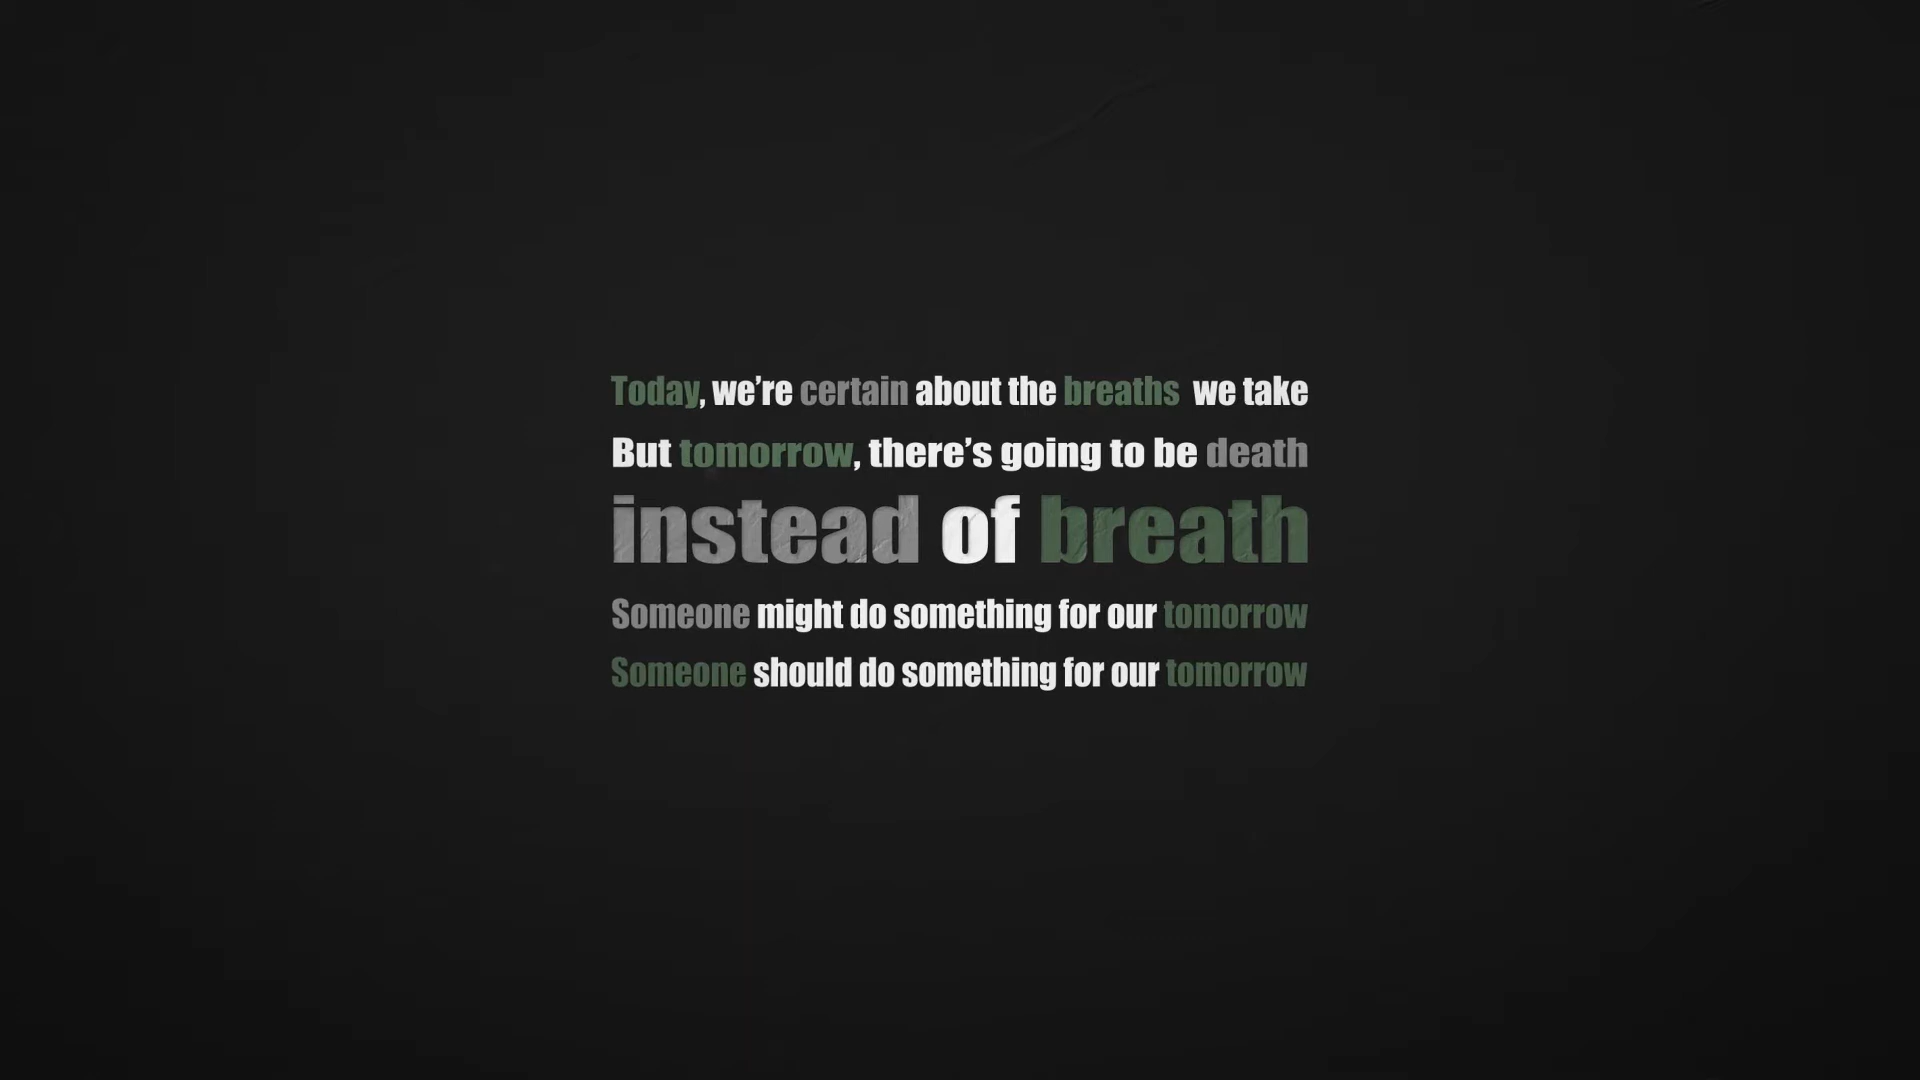 Today, we’re certain about the breaths we take
But tomorrow, there’s going to be death
instead of breath
Someone might do something for our tomorrow
Someone should do something for our tomorrow